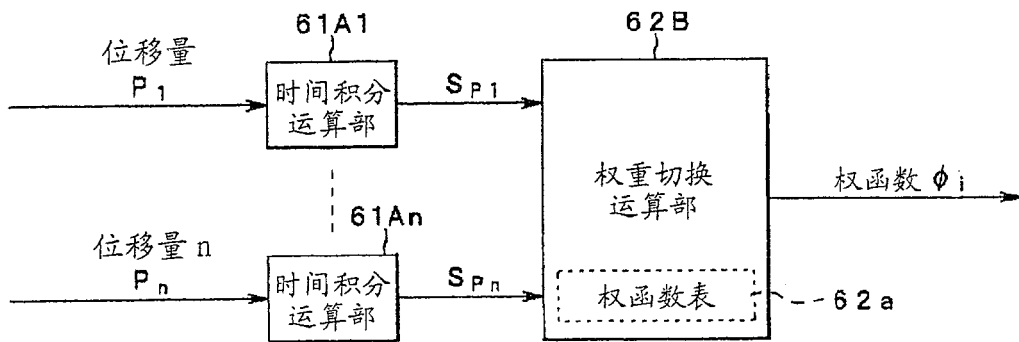 61A1
62B
位移量
P1
时间积分
运算部
SP1
权重切换
运算部
权函数 ϕi
61An
位移量 n
Pn
时间积分
运算部
SPn
权函数表
62a